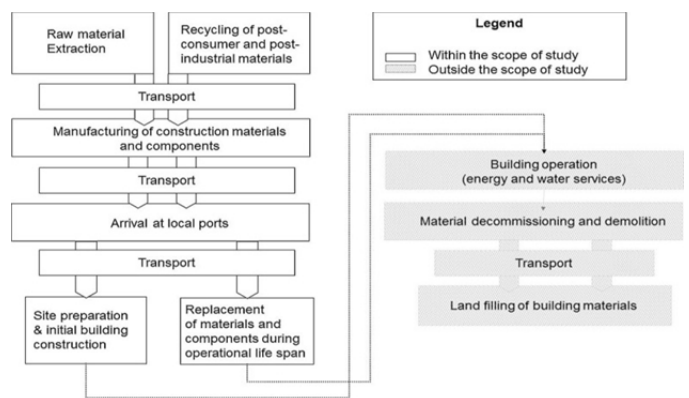 Raw material
Extraction
Recycling of post-
consumer and post-
industrial materials
Transport
Manufacturing of construction materials
and components
Transport
Arrival at local ports
Transport
Site preparation
& initial building
construction
Replacement
of materials and
components during
operational life span
Legend
Within the scope of study
Outside the scope of study
Building operation
(energy and water services)
Material decommissioning and demolition
Transport
Land filling of building materials